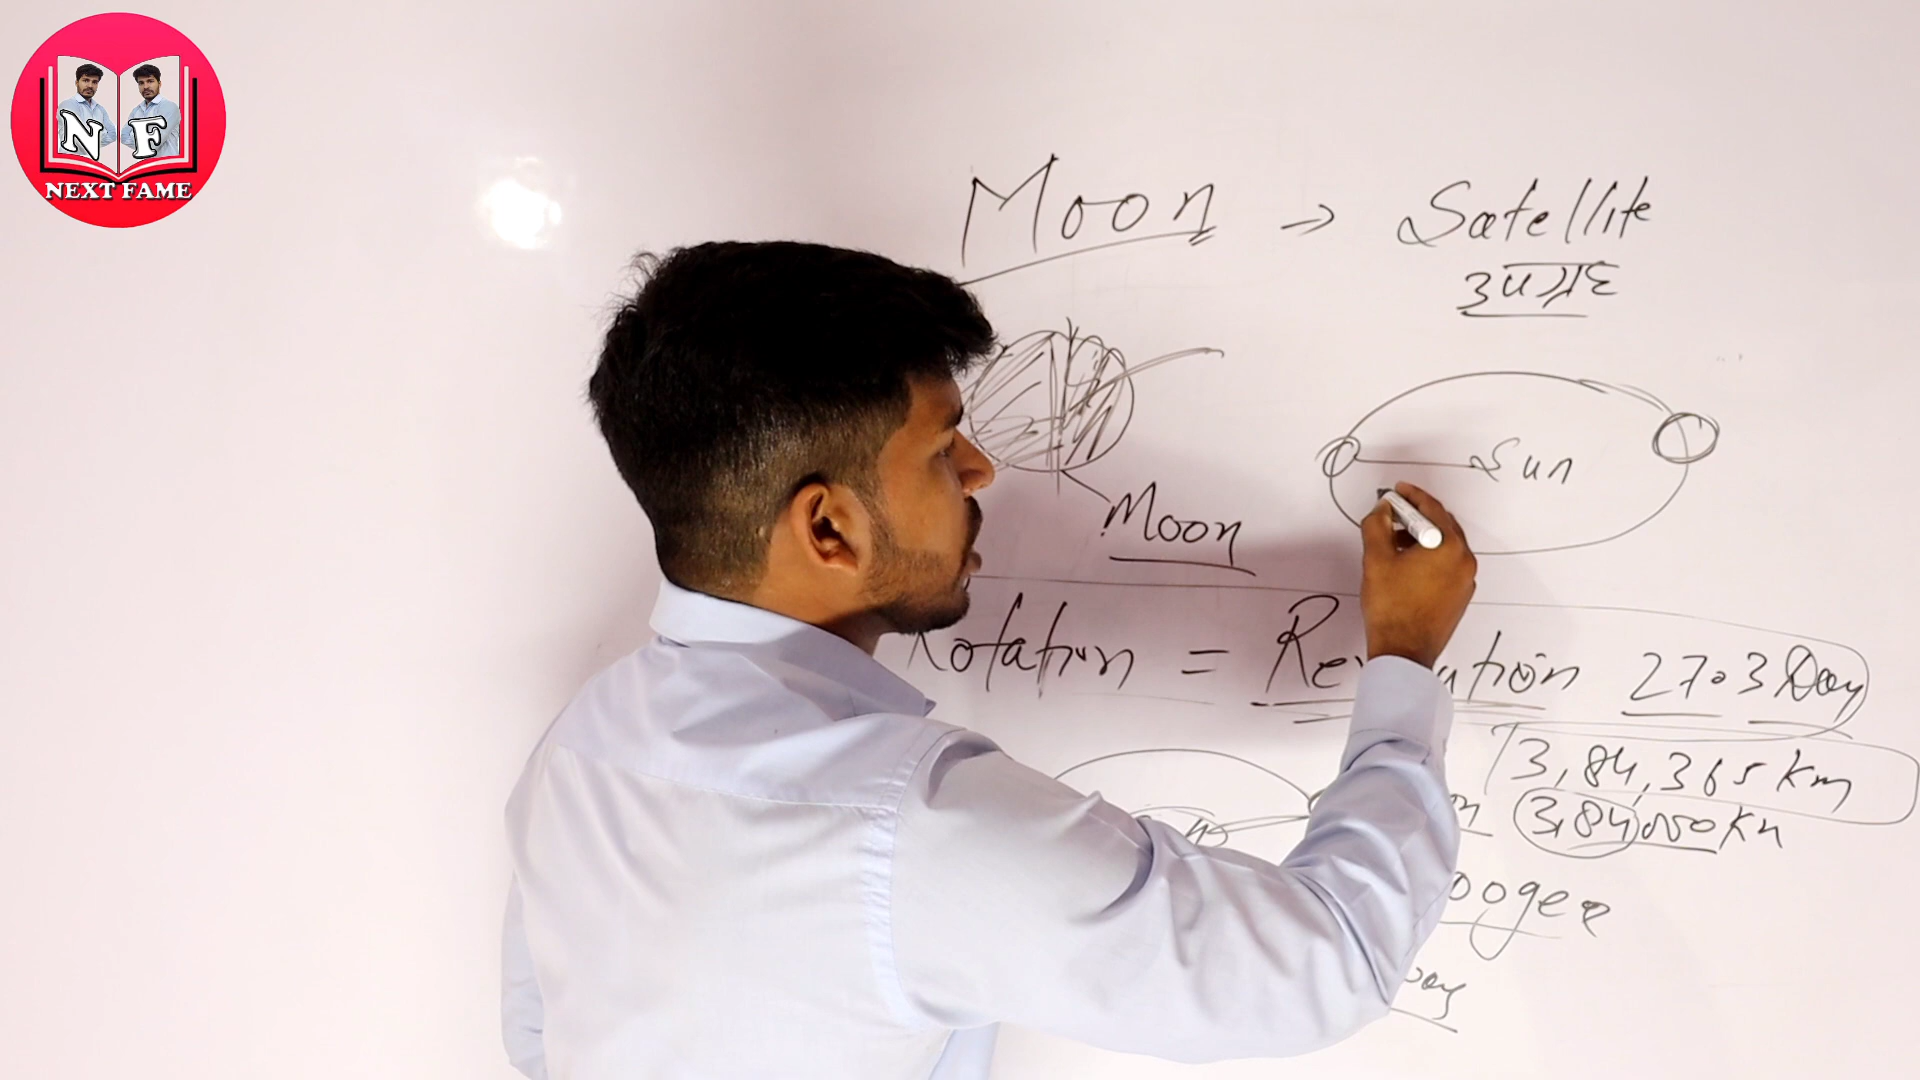 N F
NEXT FAME
Moon → Satellite
उपग्रह
Sun
Moon
Rotation = Revolution 27.3 Day
3,84,365 Km
3,84,000 Km